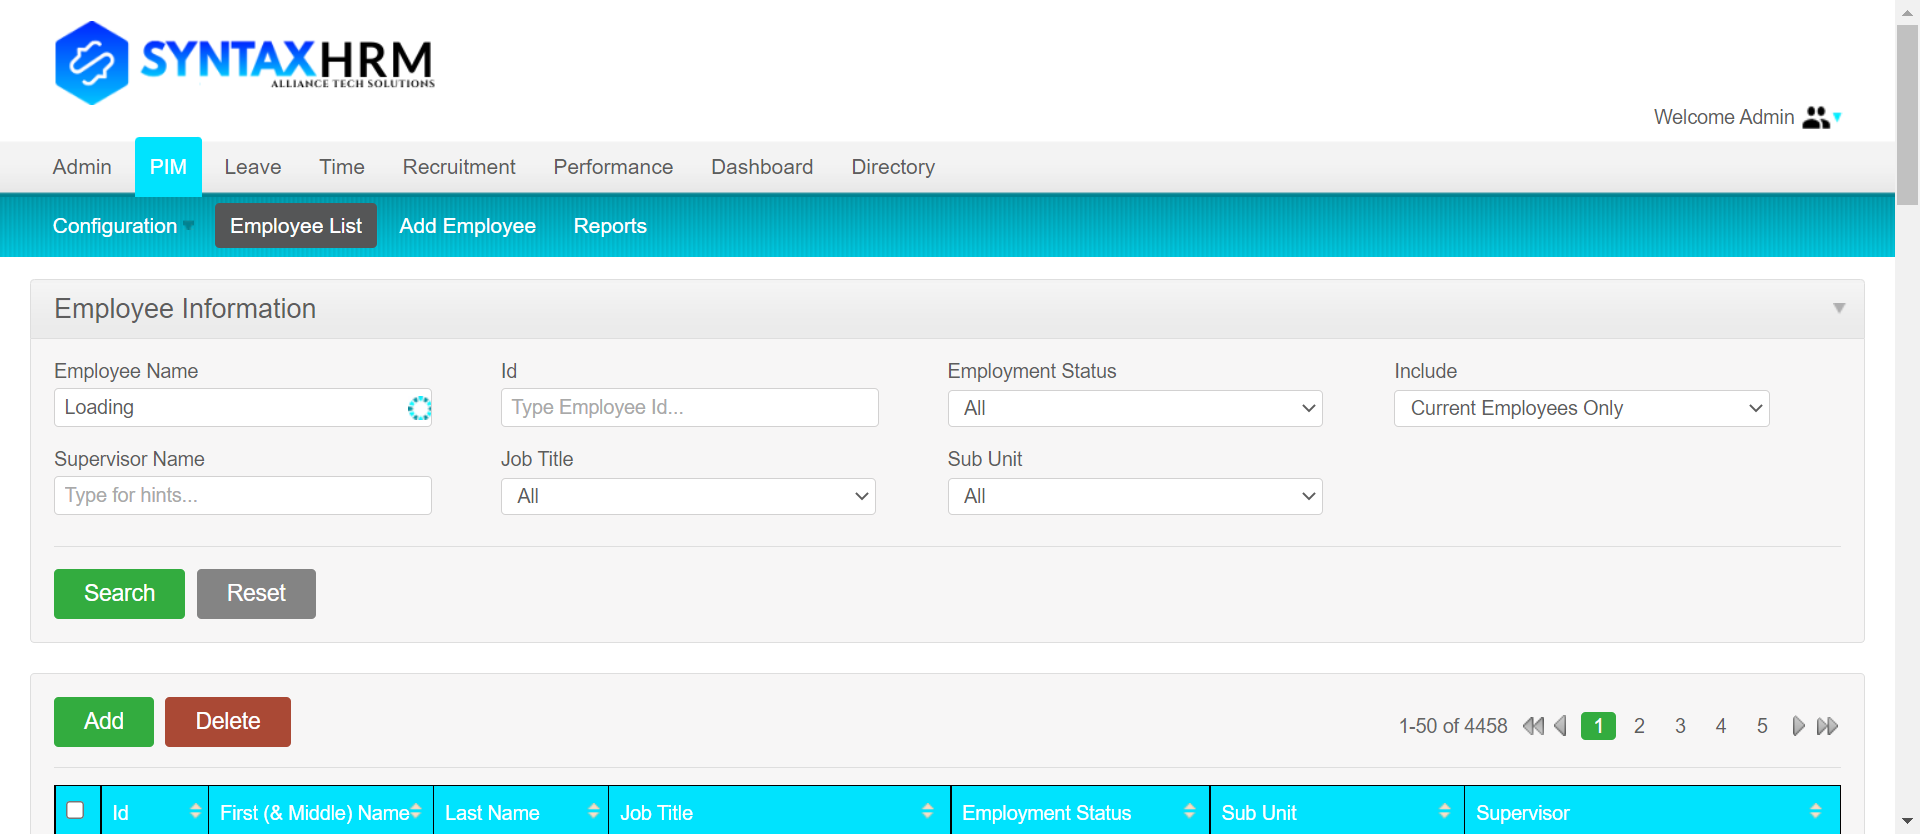 SYNTAXHRM
ALLIANCE TECH SOLUTIONS
Welcome Admin
Admin PIM Leave Time Recruitment Performance Dashboard Directory
Configuration Employee List Add Employee Reports
Employee Information
Employee Name Id Employment Status Include
Loading Type Employee Id... All Current Employees Only
Supervisor Name Job Title Sub Unit
Type for hints... All All
Search Reset
Add Delete
1-50 of 4458 1 2 3 4 5
Id First (& Middle) Name Last Name Job Title Employment Status Sub Unit Supervisor